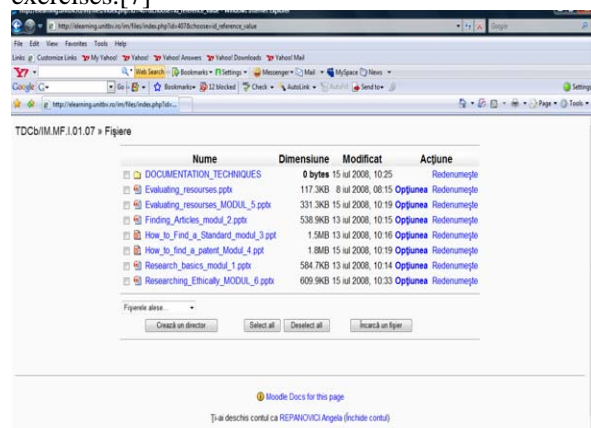 exercises.[7]
http://elearning.unitbv.ro/im/files/index.php?id=407&choose=id_reference_value
File Edit View Favorites Tools Help
Links Customize Links My Yahoo! Yahoo! Yahoo! Answers Yahoo! Downloads Yahoo! Mail
Web Search Bookmarks Settings Messenger Mail MySpace News
Google Go Bookmarks 12 blocked Check AutoLink Send to Settings
http://elearning.unitbv.ro/im/files/index.php?id=... Page Tools
TDCb/IM.MF.I.01.07 » Fişiere
Nume Dimensiune Modificat Acţiune
DOCUMENTATION_TECHNIQUES 0 bytes 15 iul 2008, 10:25 Redenumeşte
Evaluating_resourses.pptx 117.3KB 8 iul 2008, 08:15 Opţiunea Redenumeşte
Evaluating_resourses_MODUL_5.pptx 331.3KB 15 iul 2008, 10:19 Opţiunea Redenumeşte
Finding_Articles_modul_2.pptx 538.9KB 13 iul 2008, 10:15 Opţiunea Redenumeşte
How_to_Find_a_Standard_modul_3.ppt 1.5MB 13 iul 2008, 10:16 Opţiunea Redenumeşte
How_to_find_a_patent_Modul_4.ppt 1.8MB 15 iul 2008, 10:19 Opţiunea Redenumeşte
Research_basics_modul_1.pptx 584.7KB 13 iul 2008, 10:14 Opţiunea Redenumeşte
Researching_Ethically_MODUL_6.pptx 609.9KB 15 iul 2008, 10:33 Opţiunea Redenumeşte
Fişierele alese...
Crează un director Select all Deselect all Încarcă un fişier
Moodle Docs for this page
Ţi-ai deschis contul ca REPANOVICI Angela (Închide contul)